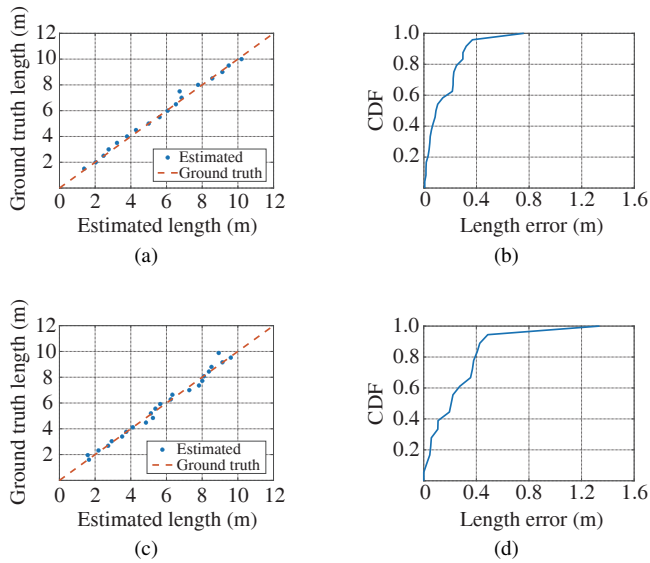 12
10
8
6
4
2
0 2 4 6 8 10 12
Ground truth length (m)
Estimated length (m)
Estimated
Ground truth
(a)
1.0
0.8
0.6
0.4
0.2
0 0.4 0.8 1.2 1.6
CDF
Length error (m)
(b)
12
10
8
6
4
2
0 2 4 6 8 10 12
Ground truth length (m)
Estimated length (m)
Estimated
Ground truth
(c)
1.0
0.8
0.6
0.4
0.2
0 0.4 0.8 1.2 1.6
CDF
Length error (m)
(d)